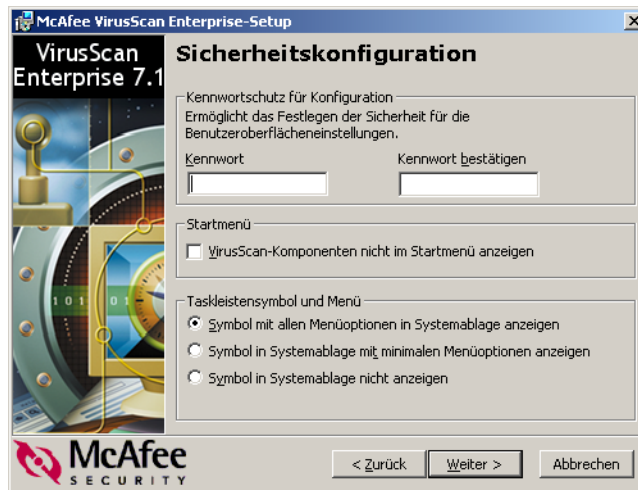 McAfee VirusScan Enterprise-Setup
VirusScan
Enterprise 7.1
Sicherheitskonfiguration
Kennwortschutz für Konfiguration
Ermöglicht das Festlegen der Sicherheit für die
Benutzeroberflächeneinstellungen.
Kennwort
Kennwort bestätigen
Startmenü
VirusScan-Komponenten nicht im Startmenü anzeigen
Taskleistensymbol und Menü
Symbol mit allen Menüoptionen in Systemablage anzeigen
Symbol in Systemablage mit minimalen Menüoptionen anzeigen
Symbol in Systemablage nicht anzeigen
101 01 0
McAfee
SECURITY
< Zurück
Weiter >
Abbrechen